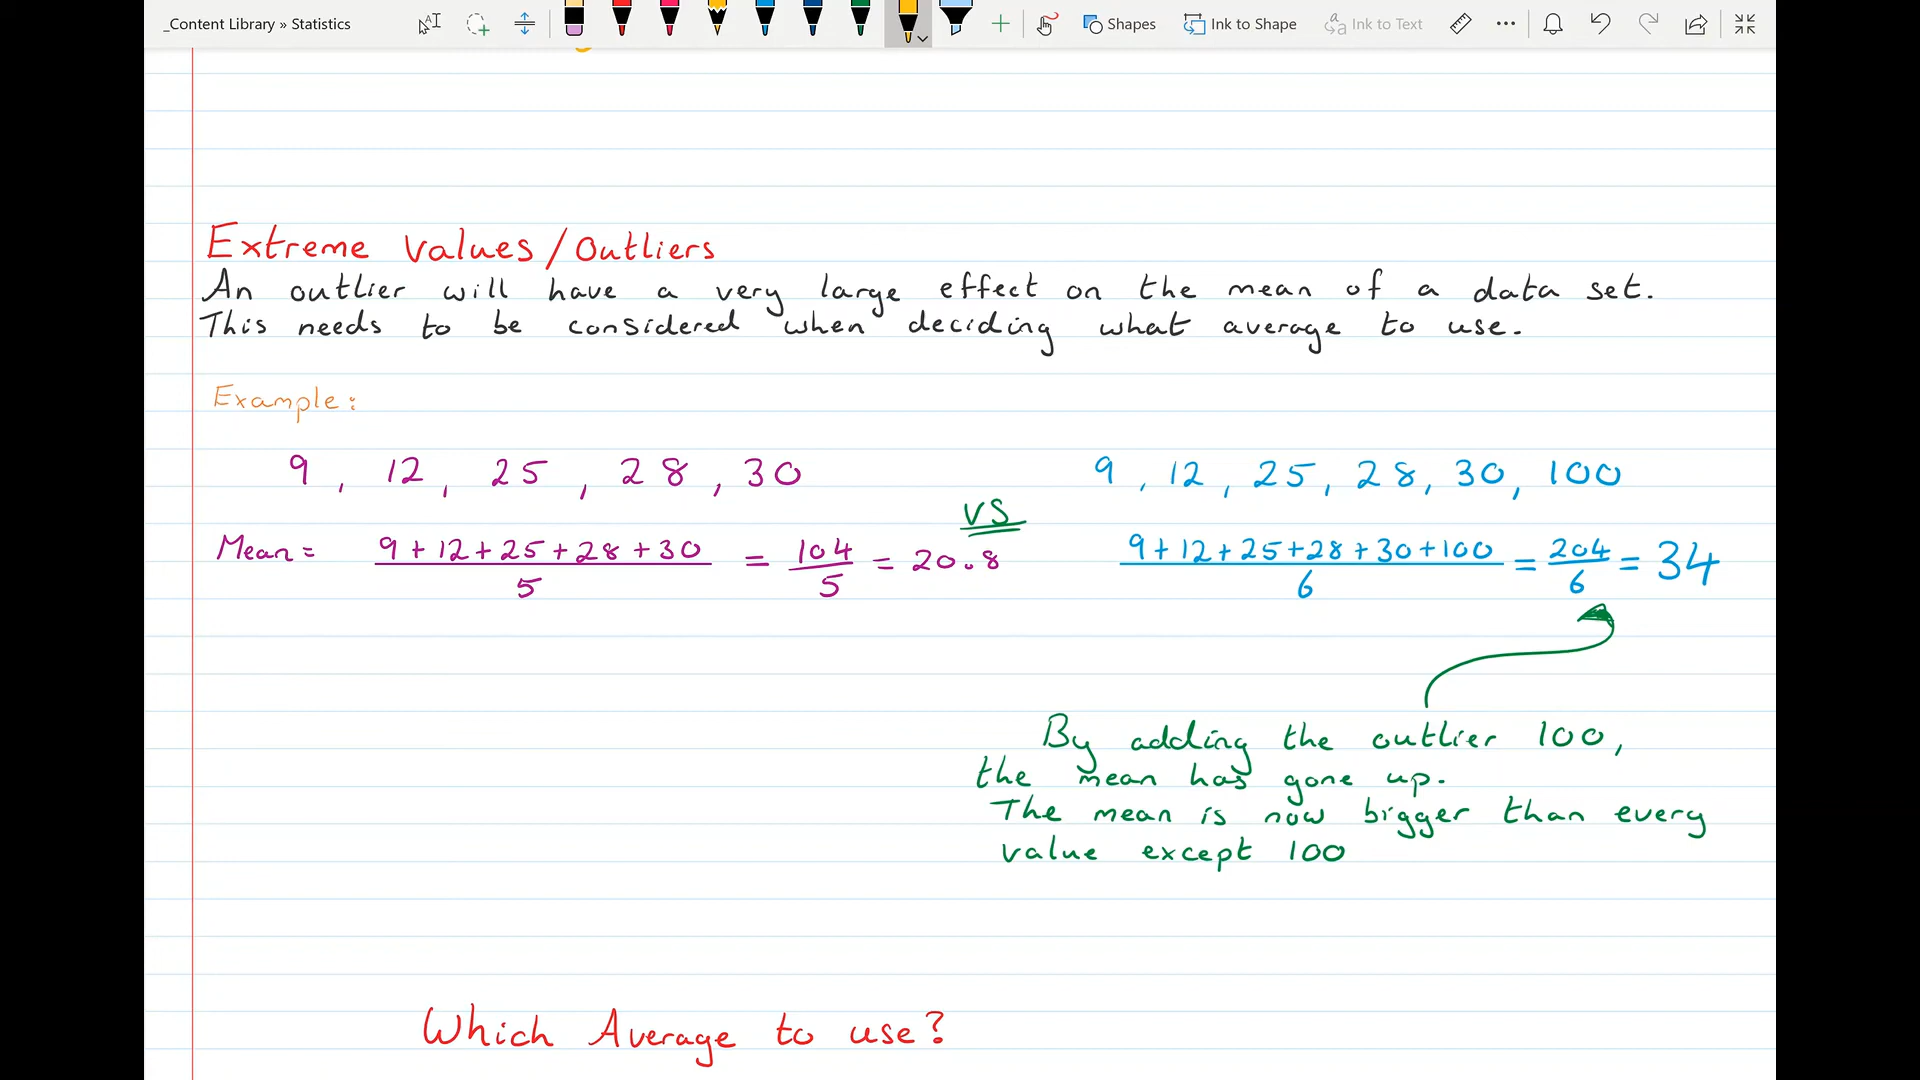 _Content Library » Statistics
Shapes
Ink to Shape
Ink to Text
Extreme Values/Outliers
An outlier will have a very large effect on the mean of a data set.
This needs to be considered when deciding what average to use.
Example:
9, 12, 25, 28, 30
9, 12, 25, 28, 30, 100
VS
Mean = 9+12+25+28+30 / 5 = 104/5 = 20.8
9+12+25+28+30+100 / 6 = 204/6 = 34
By adding the outlier 100,
the mean has gone up.
The mean is now bigger than every
value except 100
Which Average to use?